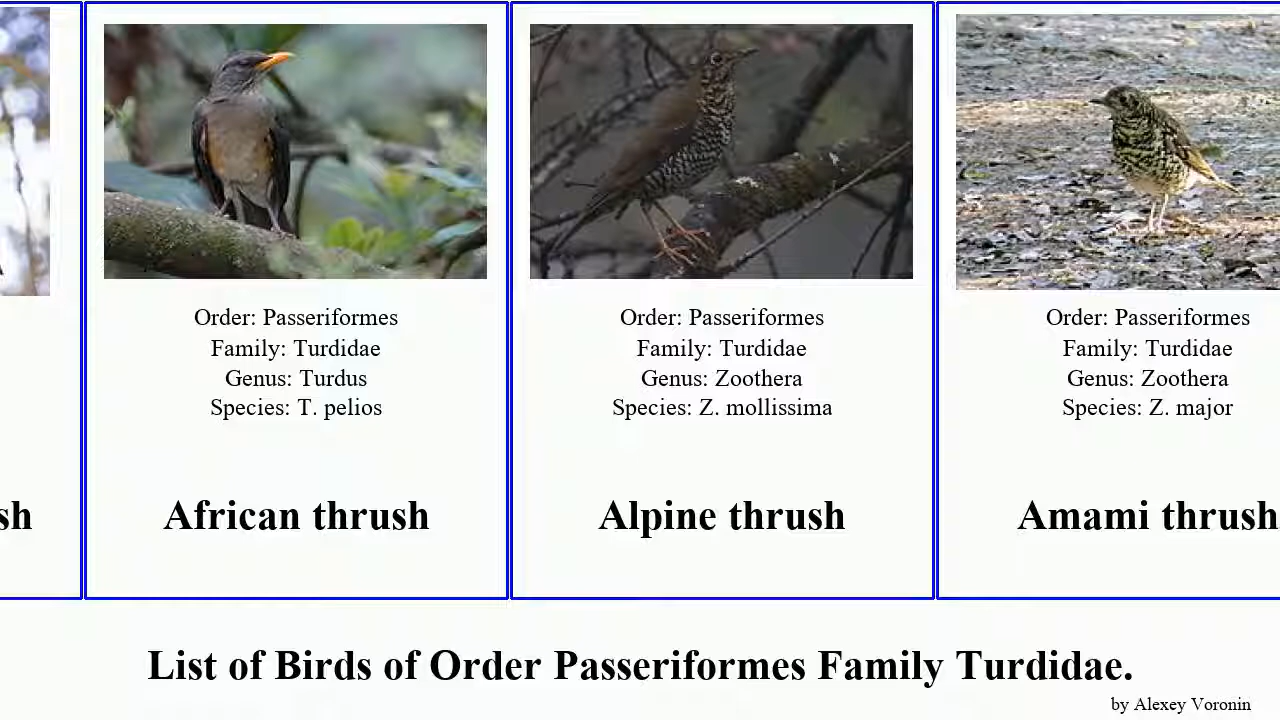 sh
Order: Passeriformes
Family: Turdidae
Genus: Turdus
Species: T. pelios
African thrush
Order: Passeriformes
Family: Turdidae
Genus: Zoothera
Species: Z. mollissima
Alpine thrush
Order: Passeriformes
Family: Turdidae
Genus: Zoothera
Species: Z. major
Amami thrush
List of Birds of Order Passeriformes Family Turdidae.
by Alexey Voronin